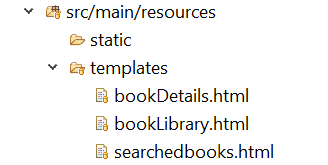 src/main/resources
static
templates
bookDetails.html
bookLibrary.html
searchedbooks.html